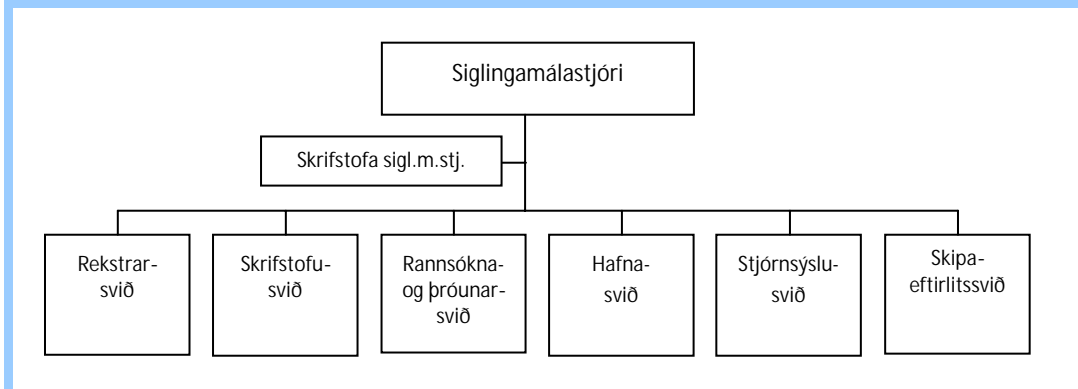 Siglingamálastjóri
Skrifstofa sigl.m.stj.
Rekstrar-
svið
Skrifstofu-
svið
Rannsókna-
og þróunar-
svið
Hafna-
svið
Stjórnsýslu-
svið
Skipa-
eftirlitssvið